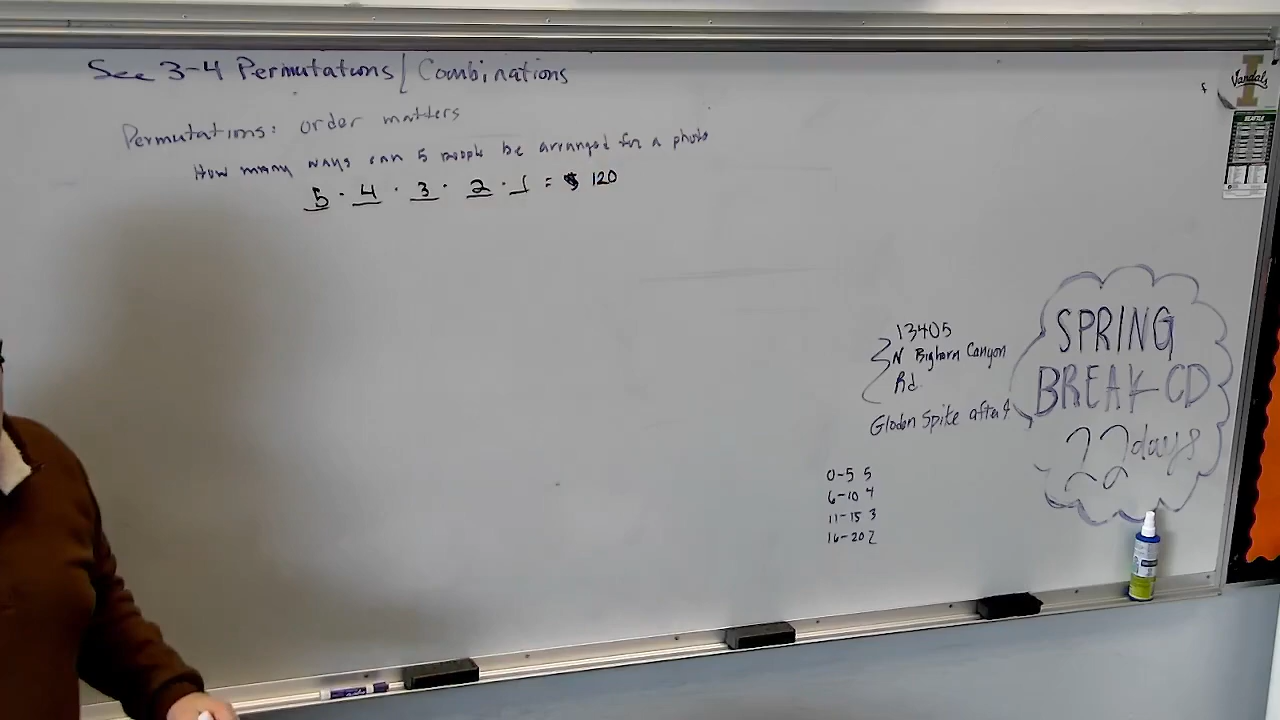 Sec 3-4 Permutations/Combinations
Permutations: order matters
How many ways can 5 people be arranged for a photo
5 · 4 · 3 · 2 · 1 = 120
13405
N Bighorn Canyon
Rd.
Glodon Spike after
SPRING
BREAK CD
22 days
0-5 5
6-10 4
11-15 3
16-20 2
I
Vandals
SEATTLE